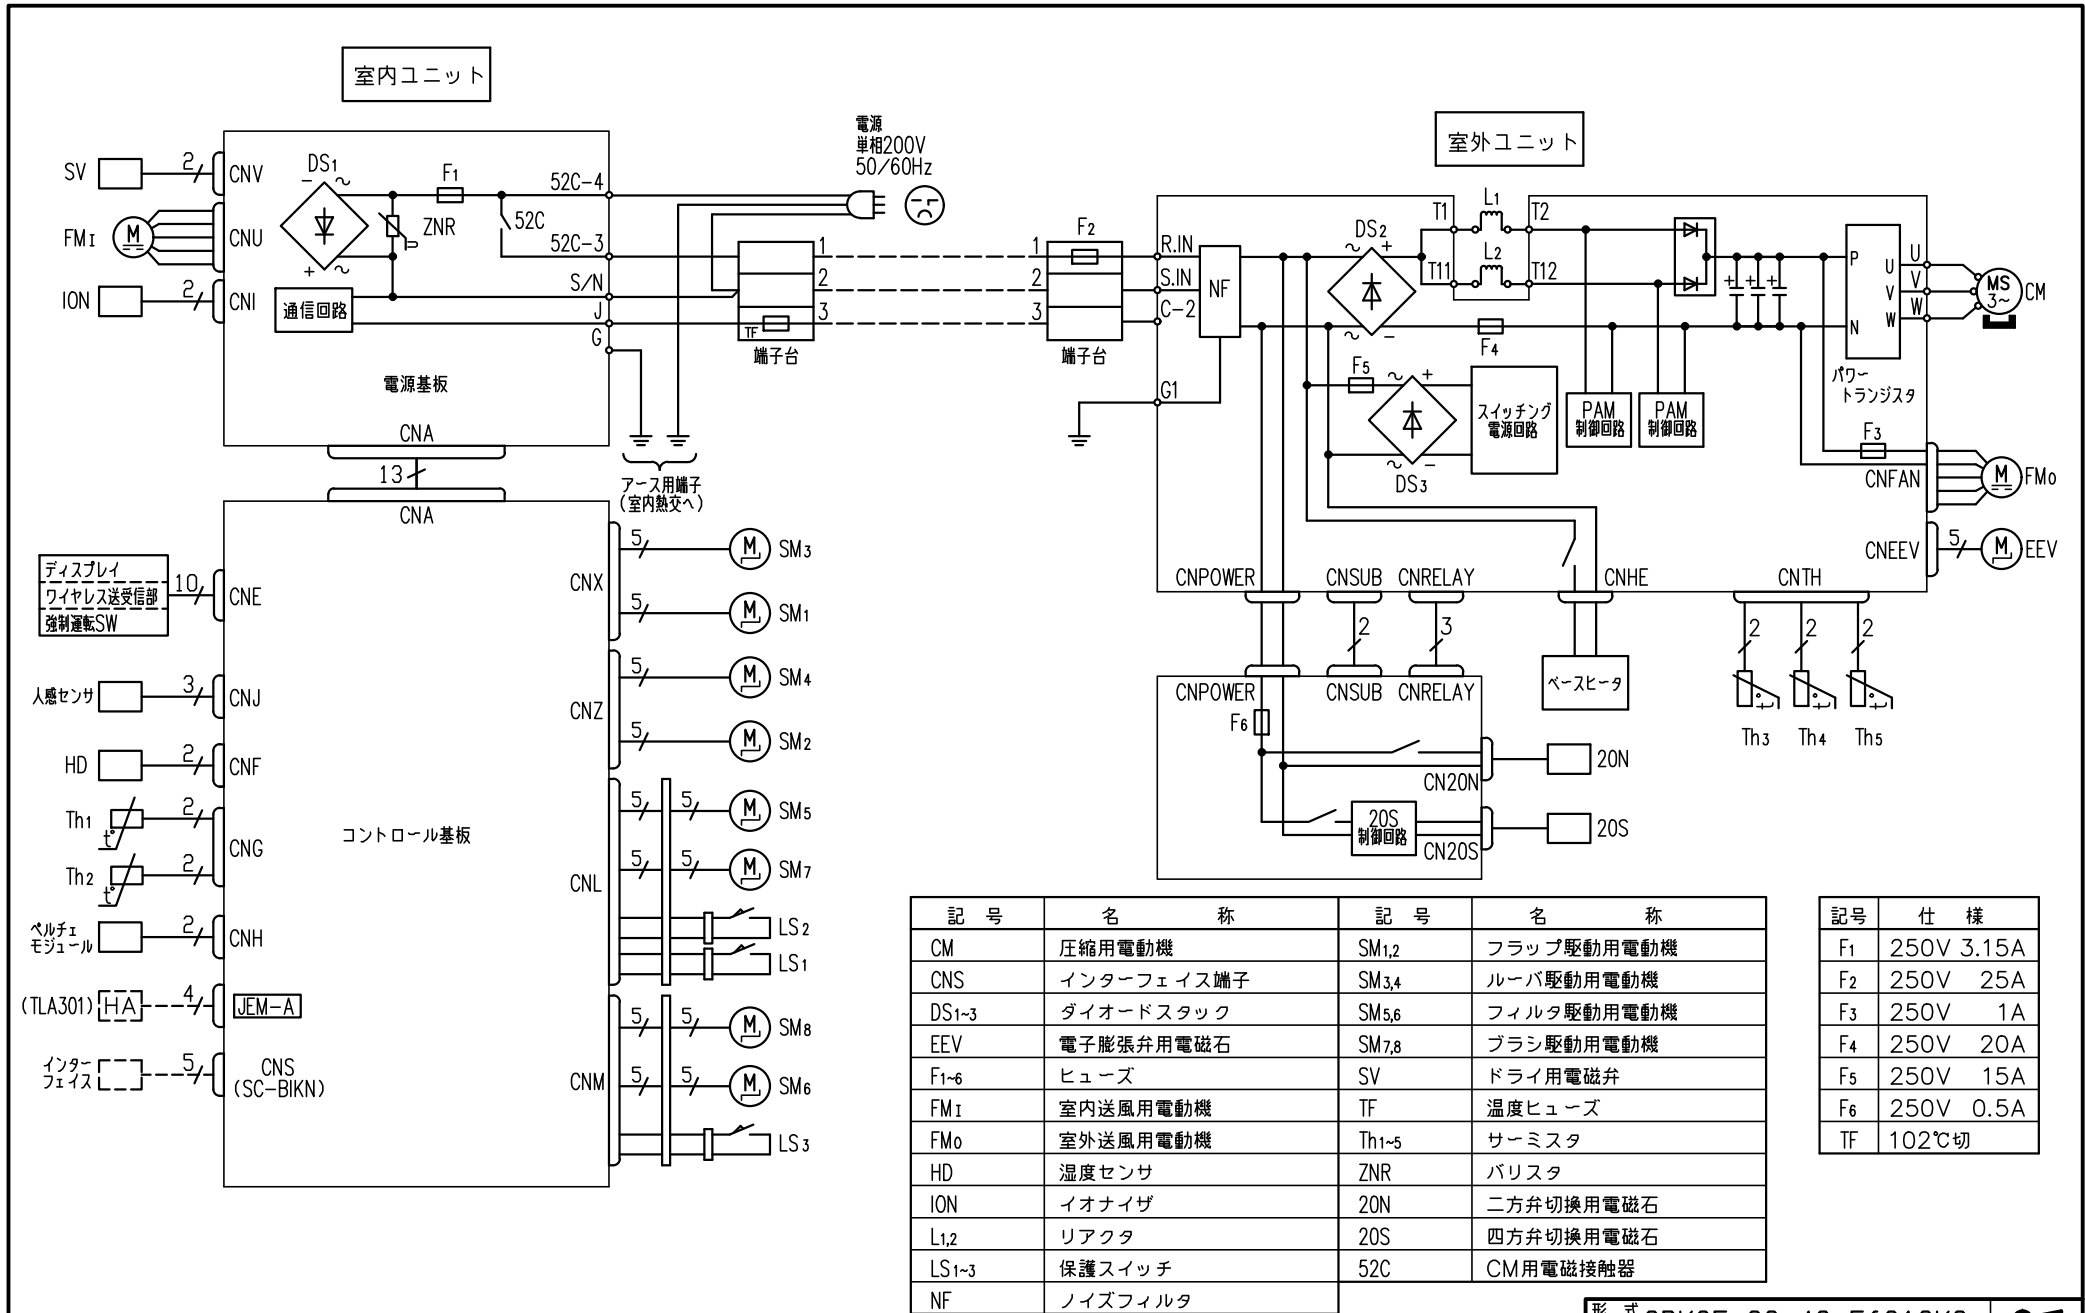 室内ユニット
電源
単相200V
50/60Hz
室外ユニット
SV
2
CNV
DS1
−
～
F1
52C-4
FMI
M
CNU
＋
～
ZNR
52C
52C-3
ION
2
CNI
通信回路
S/N
J
G
電源基板
CNA
13
CNA
アース用端子
(室内熱交へ)
1
2
3
TF
端子台
F2
1
2
3
端子台
R.IN
S.IN
C-2
G1
NF
DS2
～
＋
～
−
T1
L1
T2
T11
L2
T12
F4
F5
～
＋
～
−
DS3
スイッチング
電源回路
PAM
制御回路
PAM
制御回路
+
+
+
P
N
U
V
W
U
V
W
パワー
トランジスタ
MS
3~
CM
F3
CNFAN
M
FMO
CNEEV
5
M
EEV
CNPOWER
CNSUB
CNRELAY
CNHE
CNTH
2
3
2
2
2
ベースヒータ
t°
t°
t°
Th3
Th4
Th5
CNPOWER
CNSUB
CNRELAY
F6
CN20N
20N
20S
制御回路
CN20S
20S
ディスプレイ
ワイヤレス送受信部
強制運転SW
10
CNE
人感センサ
3
CNJ
HD
2
CNF
Th1
t°
2
CNG
Th2
t°
2
ペルチェ
モジュール
2
CNH
(TLA301)
HA
4
JEM-A
インター
フェイス
5
CNS
(SC-BIKN)
コントロール基板
CNX
5
M
SM3
5
M
SM1
CNZ
5
M
SM4
5
M
SM2
CNL
5
5
M
SM5
5
5
M
SM7
LS2
LS1
CNM
5
5
M
SM8
5
5
M
SM6
LS3
記号 名称 記号 名称
CM 圧縮用電動機 SM1,2 フラップ駆動用電動機
CNS インターフェイス端子 SM3,4 ルーバ駆動用電動機
DS1~3 ダイオードスタック SM5,6 フィルタ駆動用電動機
EEV 電子膨張弁用電磁石 SM7,8 ブラシ駆動用電動機
F1~6 ヒューズ SV ドライ用電磁弁
FMI 室内送風用電動機 TF 温度ヒューズ
FMO 室外送風用電動機 Th1~5 サーミスタ
HD 湿度センサ ZNR バリスタ
ION イオナイザ 20N 二方弁切換用電磁石
L1,2 リアクタ 20S 四方弁切換用電磁石
LS1~3 保護スイッチ 52C CM用電磁接触器
NF ノイズフィルタ
記号 仕様
F1 250V 3.15A
F2 250V 25A
F3 250V 1A
F4 250V 20A
F5 250V 15A
F6 250V 0.5A
TF 102℃切
形 式